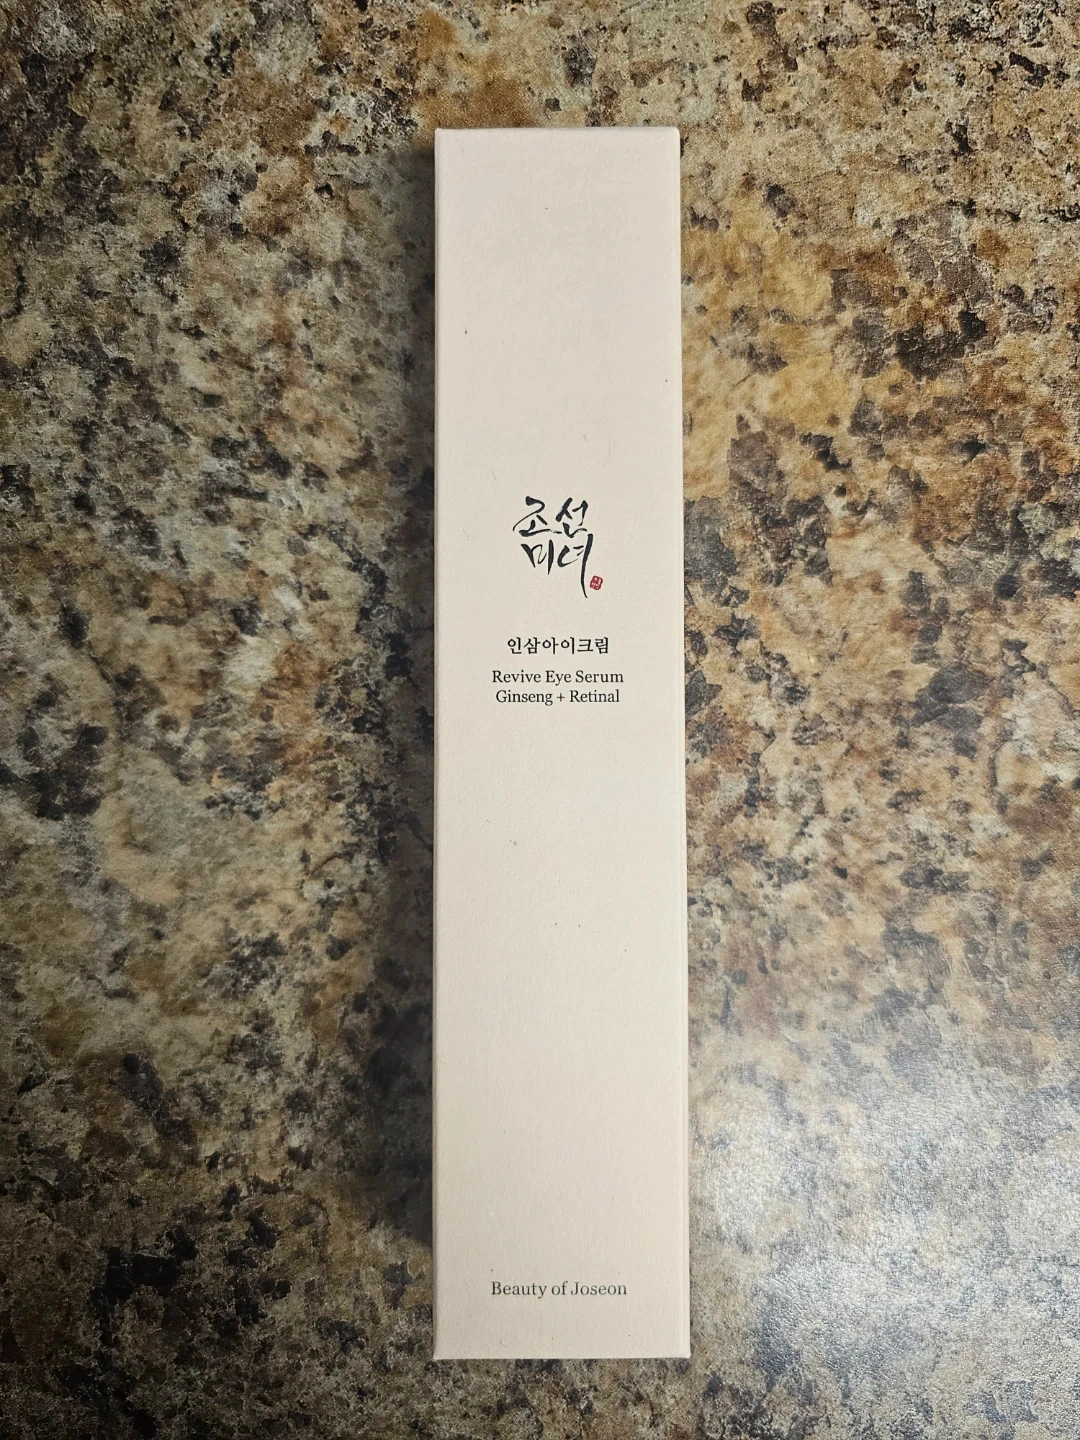 조선
미녀
인삼아이크림
Revive Eye Serum
Ginseng + Retinal
Beauty of Joseon